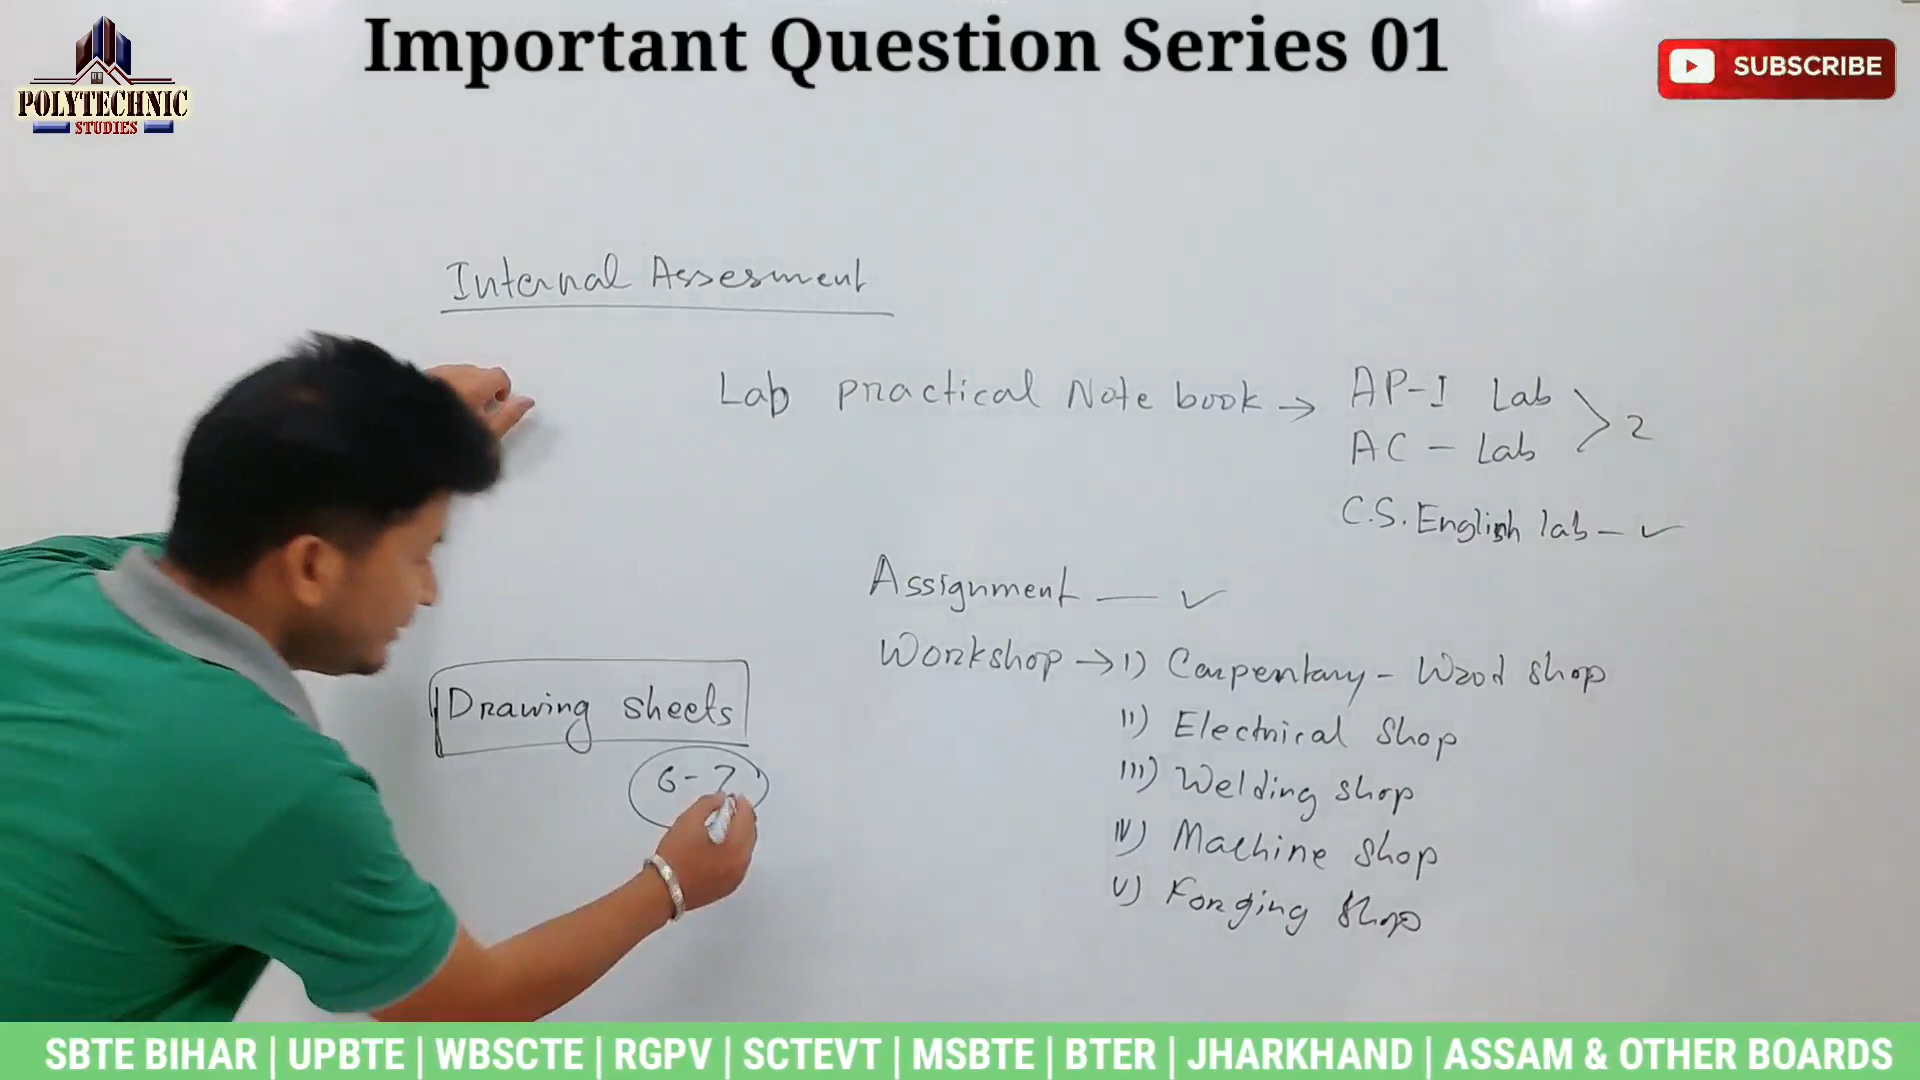 Important Question Series 01
POLYTECHNIC
STUDIES
SUBSCRIBE
Internal Assesment
Lab practical Note book → AP-I Lab
AC - Lab > 2
C.S. English lab - ✓
Assignment — ✓
Workshop → I) Carpentary - Wood shop
II) Electrical Shop
III) Welding shop
IV) Machine shop
V) Forging shop
Drawing sheets
6-7
SBTE BIHAR | UPBTE | WBSCTE | RGPV | SCTEVT | MSBTE | BTER | JHARKHAND | ASSAM & OTHER BOARDS